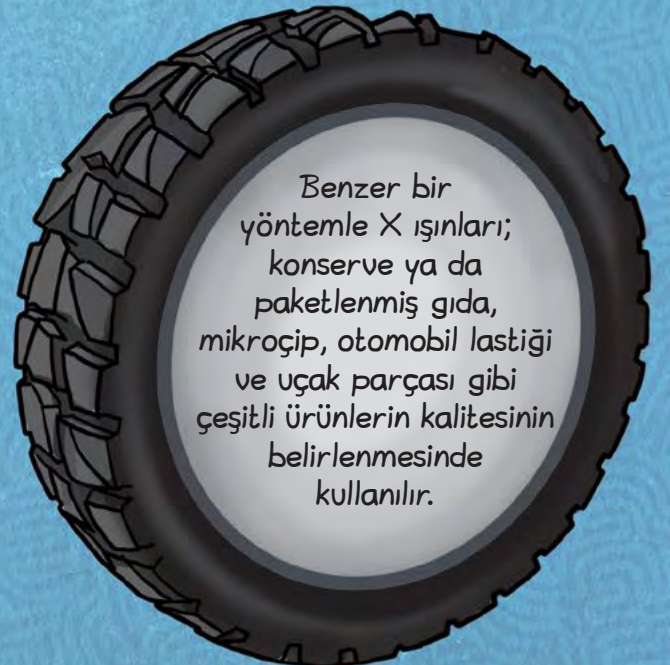 Benzer bir
yöntemle X ışınları;
konserve ya da
paketlenmiş gıda,
mikroçip, otomobil lastiği
ve uçak parçası gibi
çeşitli ürünlerin kalitesinin
belirlenmesinde
kullanılır.